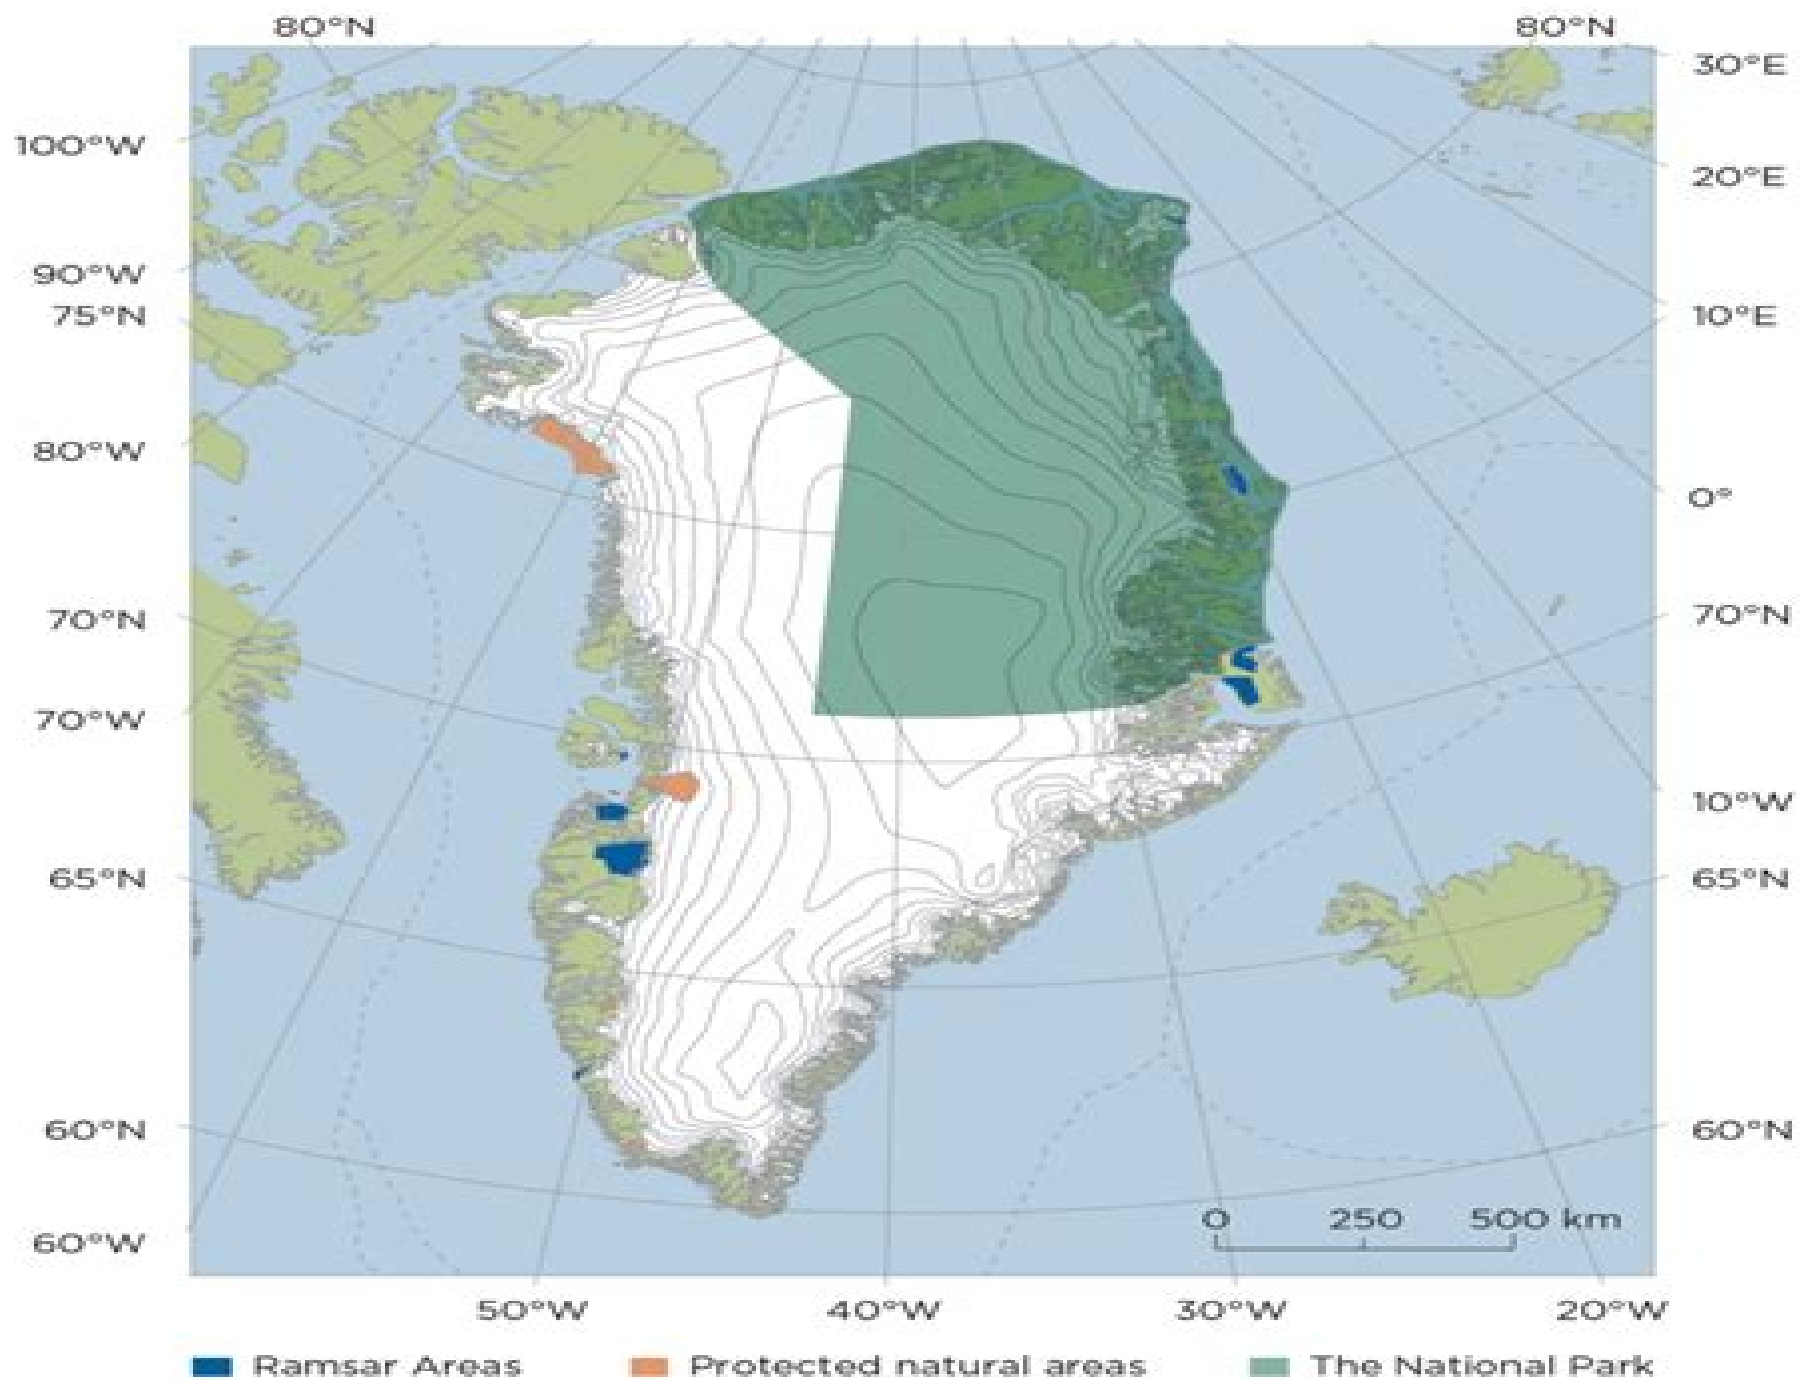 80°N 80°N
30°E
100°W
20°E
90°W
75°N 10°E
80°W
0°
70°N 70°N
70°W
10°W
65°N 65°N
60°N 60°N
0 250 500 km
60°W
50°W 40°W 30°W 20°W
Ramsar Areas Protected natural areas The National Park